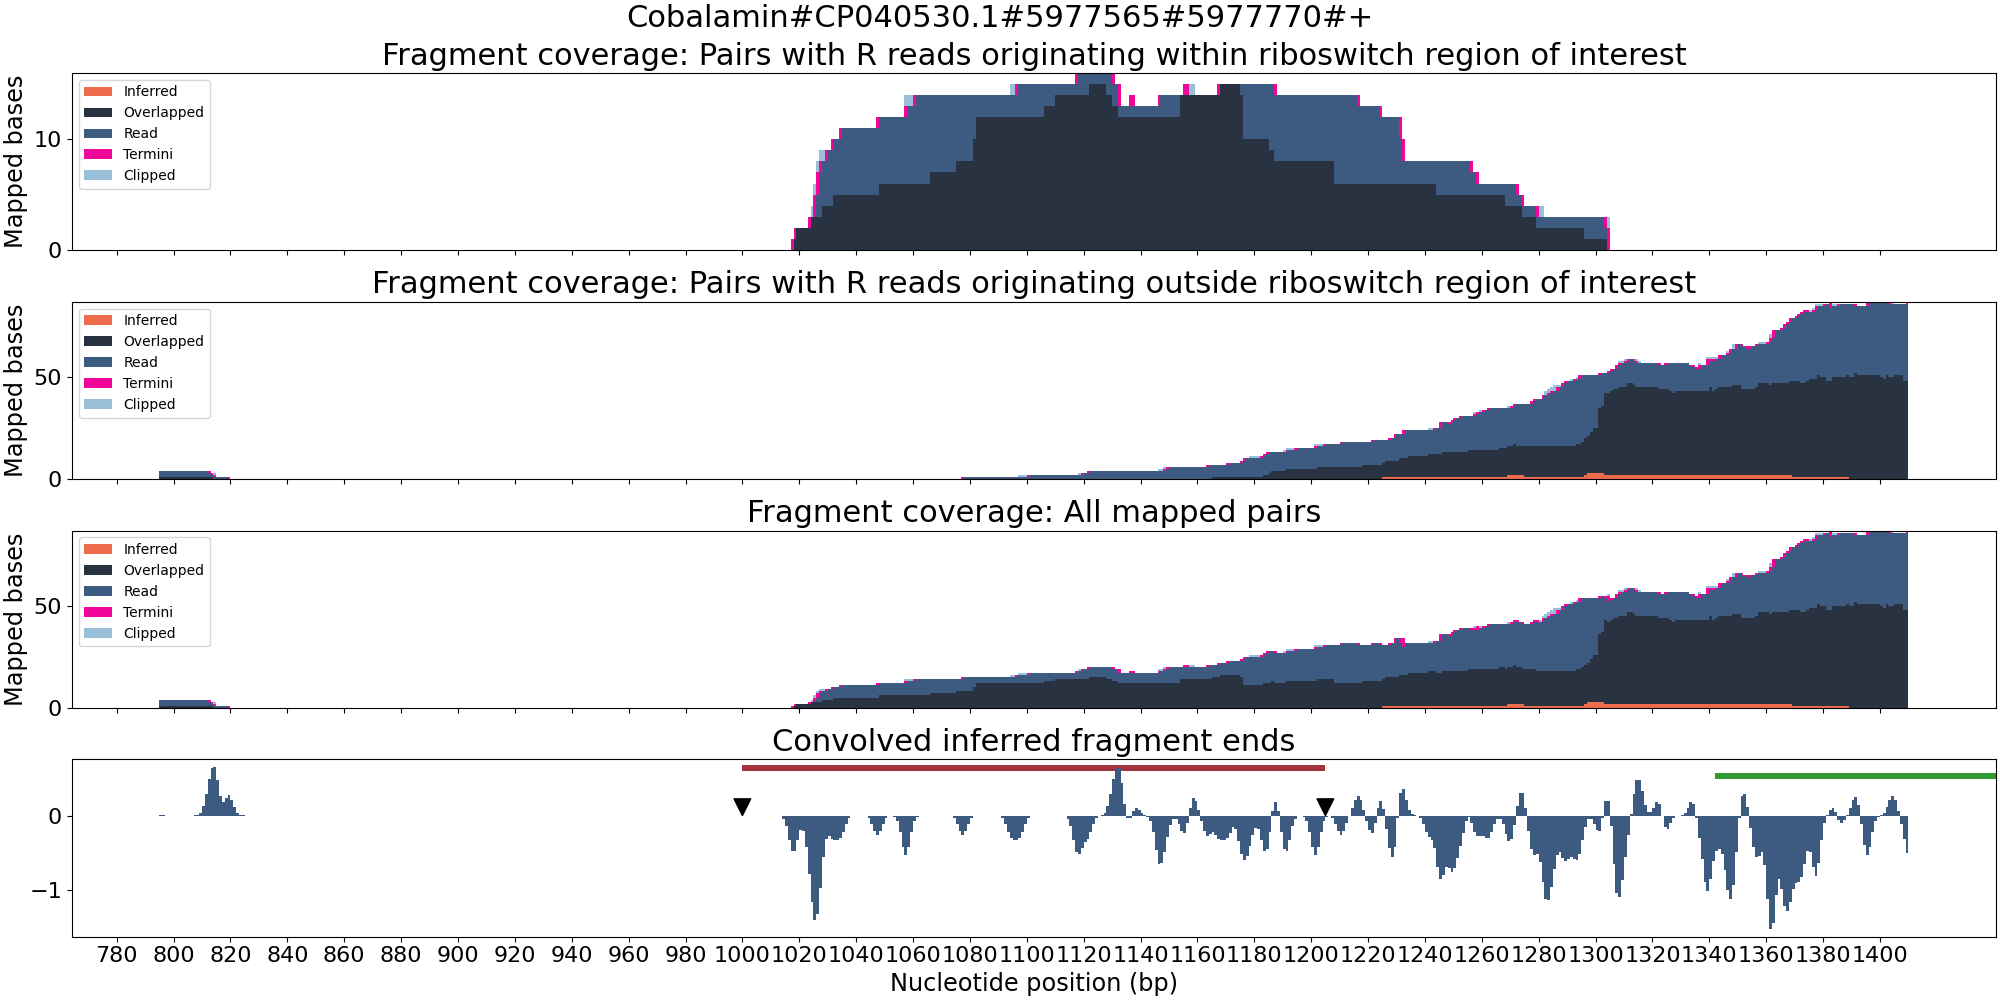 Cobalamin#CP040530.1#5977565#5977770#+
Fragment coverage: Pairs with R reads originating within riboswitch region of interest
Mapped bases
10
0
Inferred
Overlapped
Read
Termini
Clipped
Fragment coverage: Pairs with R reads originating outside riboswitch region of interest
Mapped bases
50
0
Inferred
Overlapped
Read
Termini
Clipped
Fragment coverage: All mapped pairs
Mapped bases
50
0
Inferred
Overlapped
Read
Termini
Clipped
Convolved inferred fragment ends
0
−1
780 800 820 840 860 880 900 920 940 960 980 1000 1020 1040 1060 1080 1100 1120 1140 1160 1180 1200 1220 1240 1260 1280 1300 1320 1340 1360 1380 1400
Nucleotide position (bp)